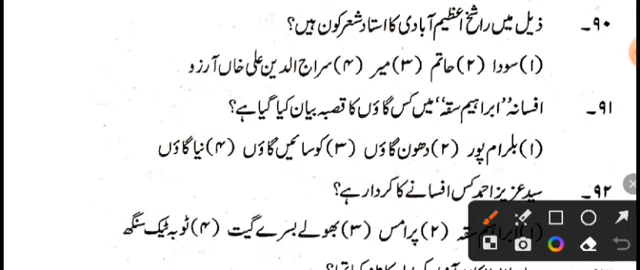 ۹۰۔ ذیل میں راسخ عظیم آبادی کا استاد شعر کون ہیں؟
(۱) سودا (۲) حاتم (۳) میر (۴) سراج الدین علی خاں آرزو
۹۱۔ افسانہ ’’ابراہیم سقہ‘‘ میں کس گاؤں کا قصبہ بیان کیا گیا ہے؟
(۱) بلرام پور (۲) دھون گاؤں (۳) کوسائیں گاؤں (۴) نیا گاؤں
۹۲۔ سید عزیز احمد کس افسانے کا کردار ہے؟
(۱) ابراہیم سقہ (۲) پرامس (۳) بھولے بسرے گیت (۴) ٹوبہ ٹیک سنگھ